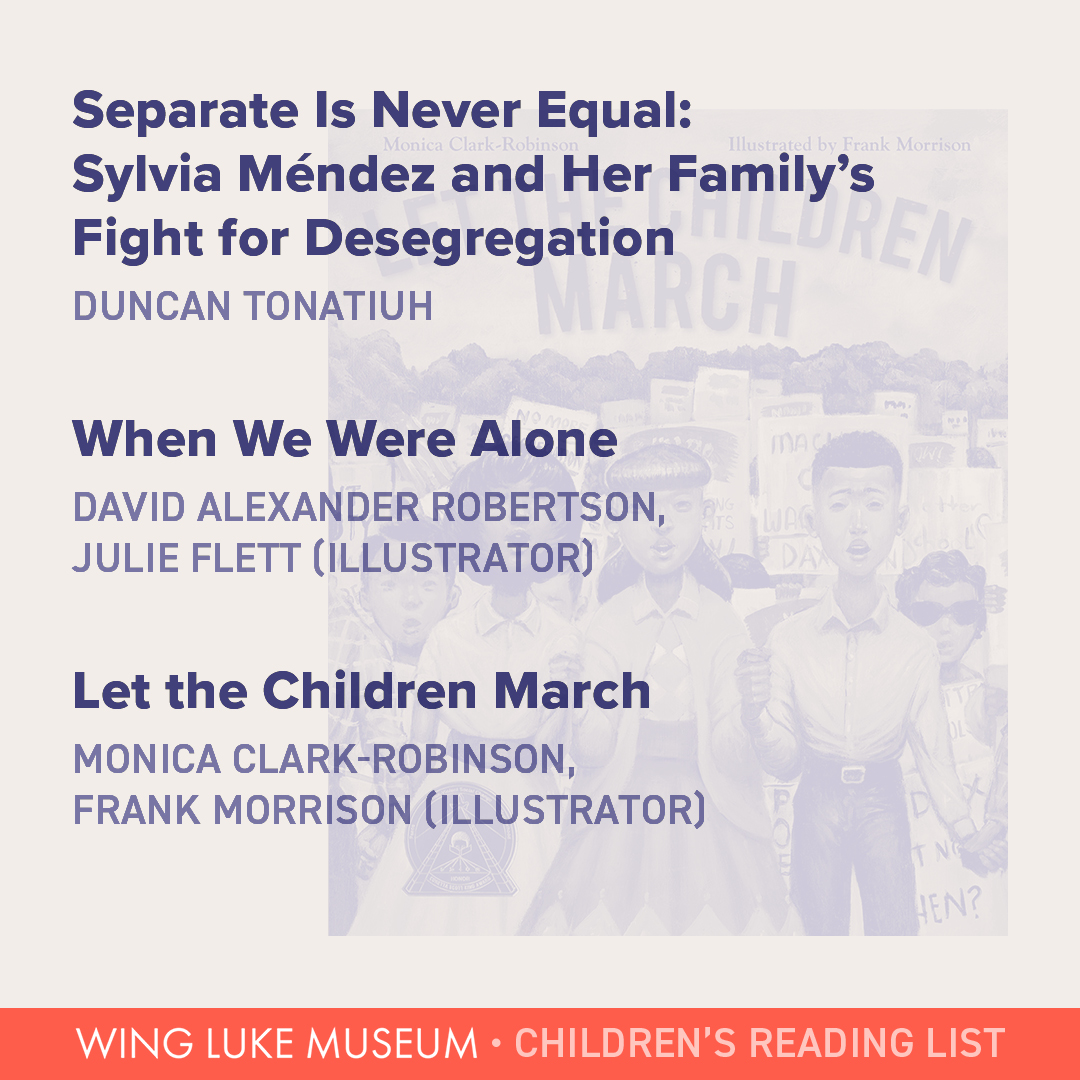 Separate Is Never Equal:
Monica Clark-Robinson
Illustrated by Frank Morrison
Sylvia Méndez and Her Family’s
LET THE CHILDREN
Fight for Desegregation
MARCH
DUNCAN TONATIUH
NO MORE
When We Were Alone
DAVID ALEXANDER ROBERTSON,
JULIE FLETT (ILLUSTRATOR)
Let the Children March
MONICA CLARK-ROBINSON,
FRANK MORRISON (ILLUSTRATOR)
WING LUKE MUSEUM • CHILDREN’S READING LIST